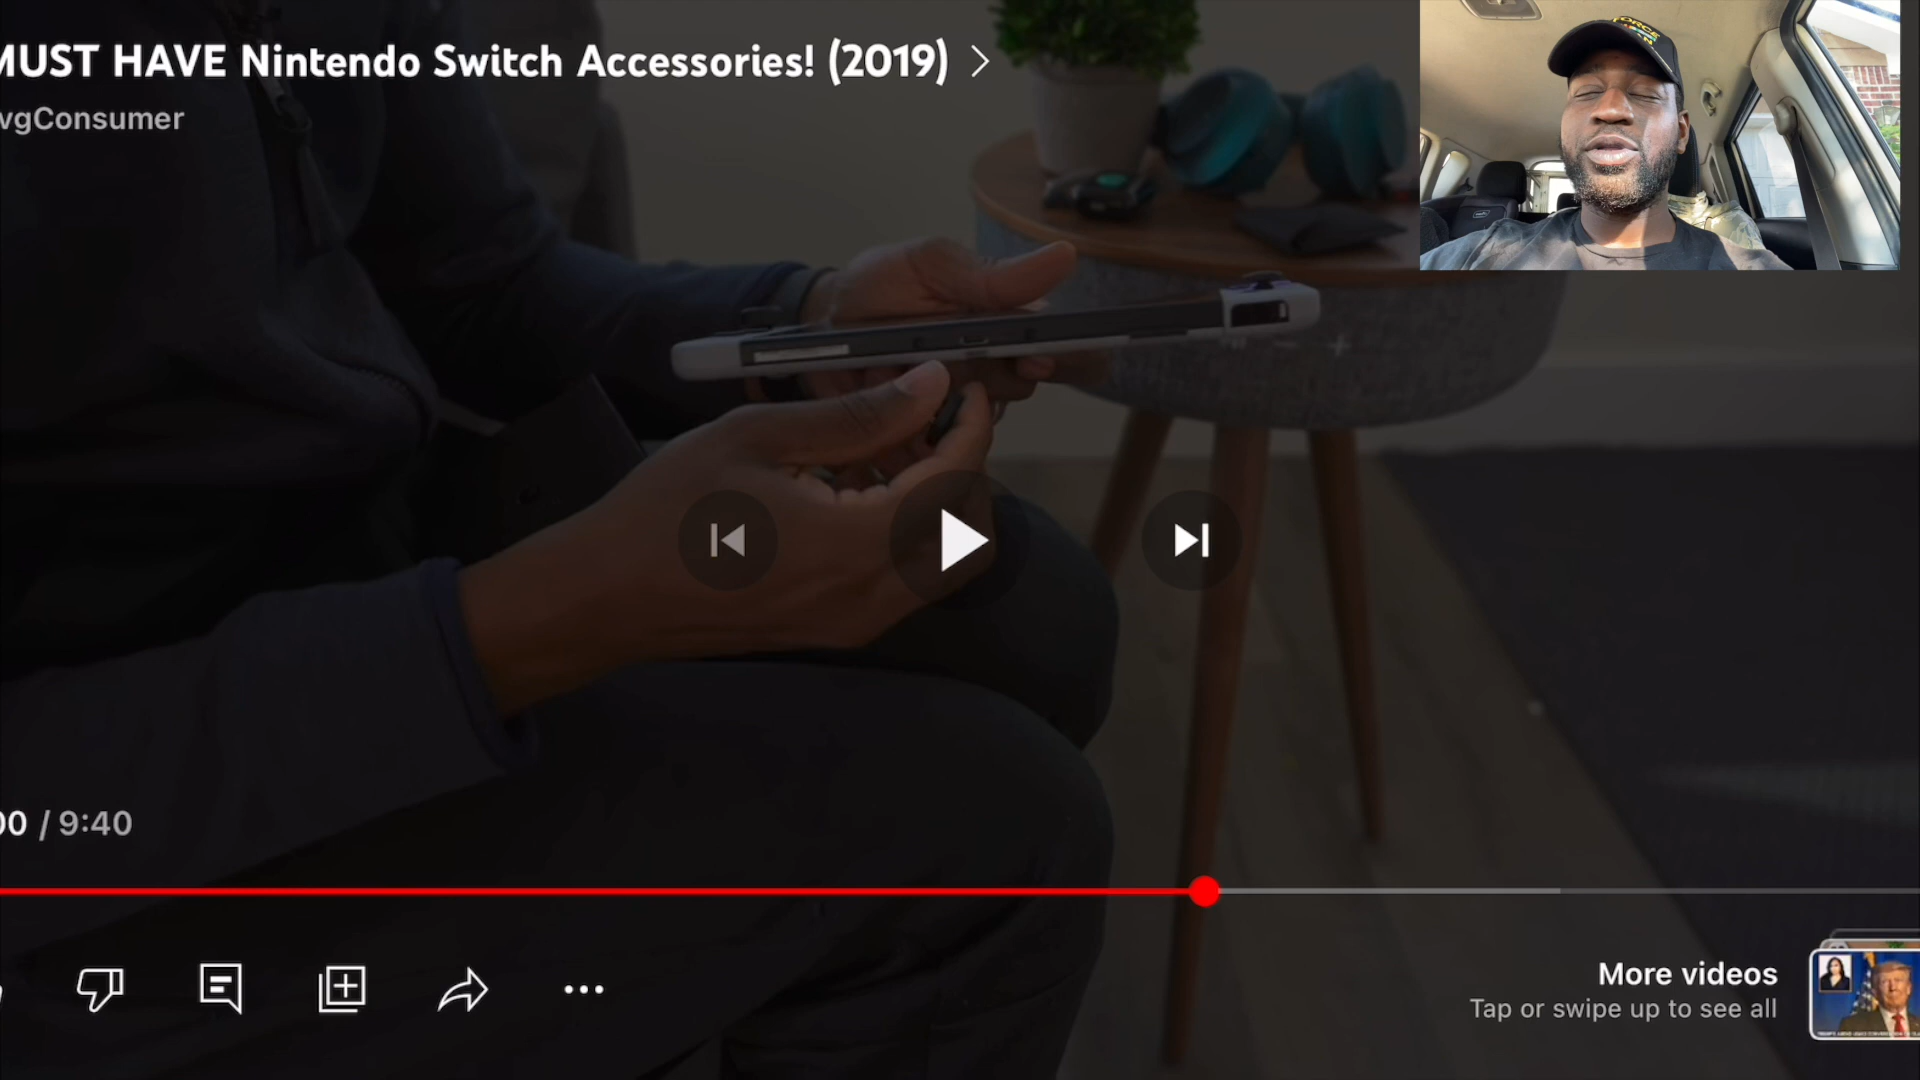 MUST HAVE Nintendo Switch Accessories! (2019)
vgConsumer
00 / 9:40
More videos
Tap or swipe up to see all